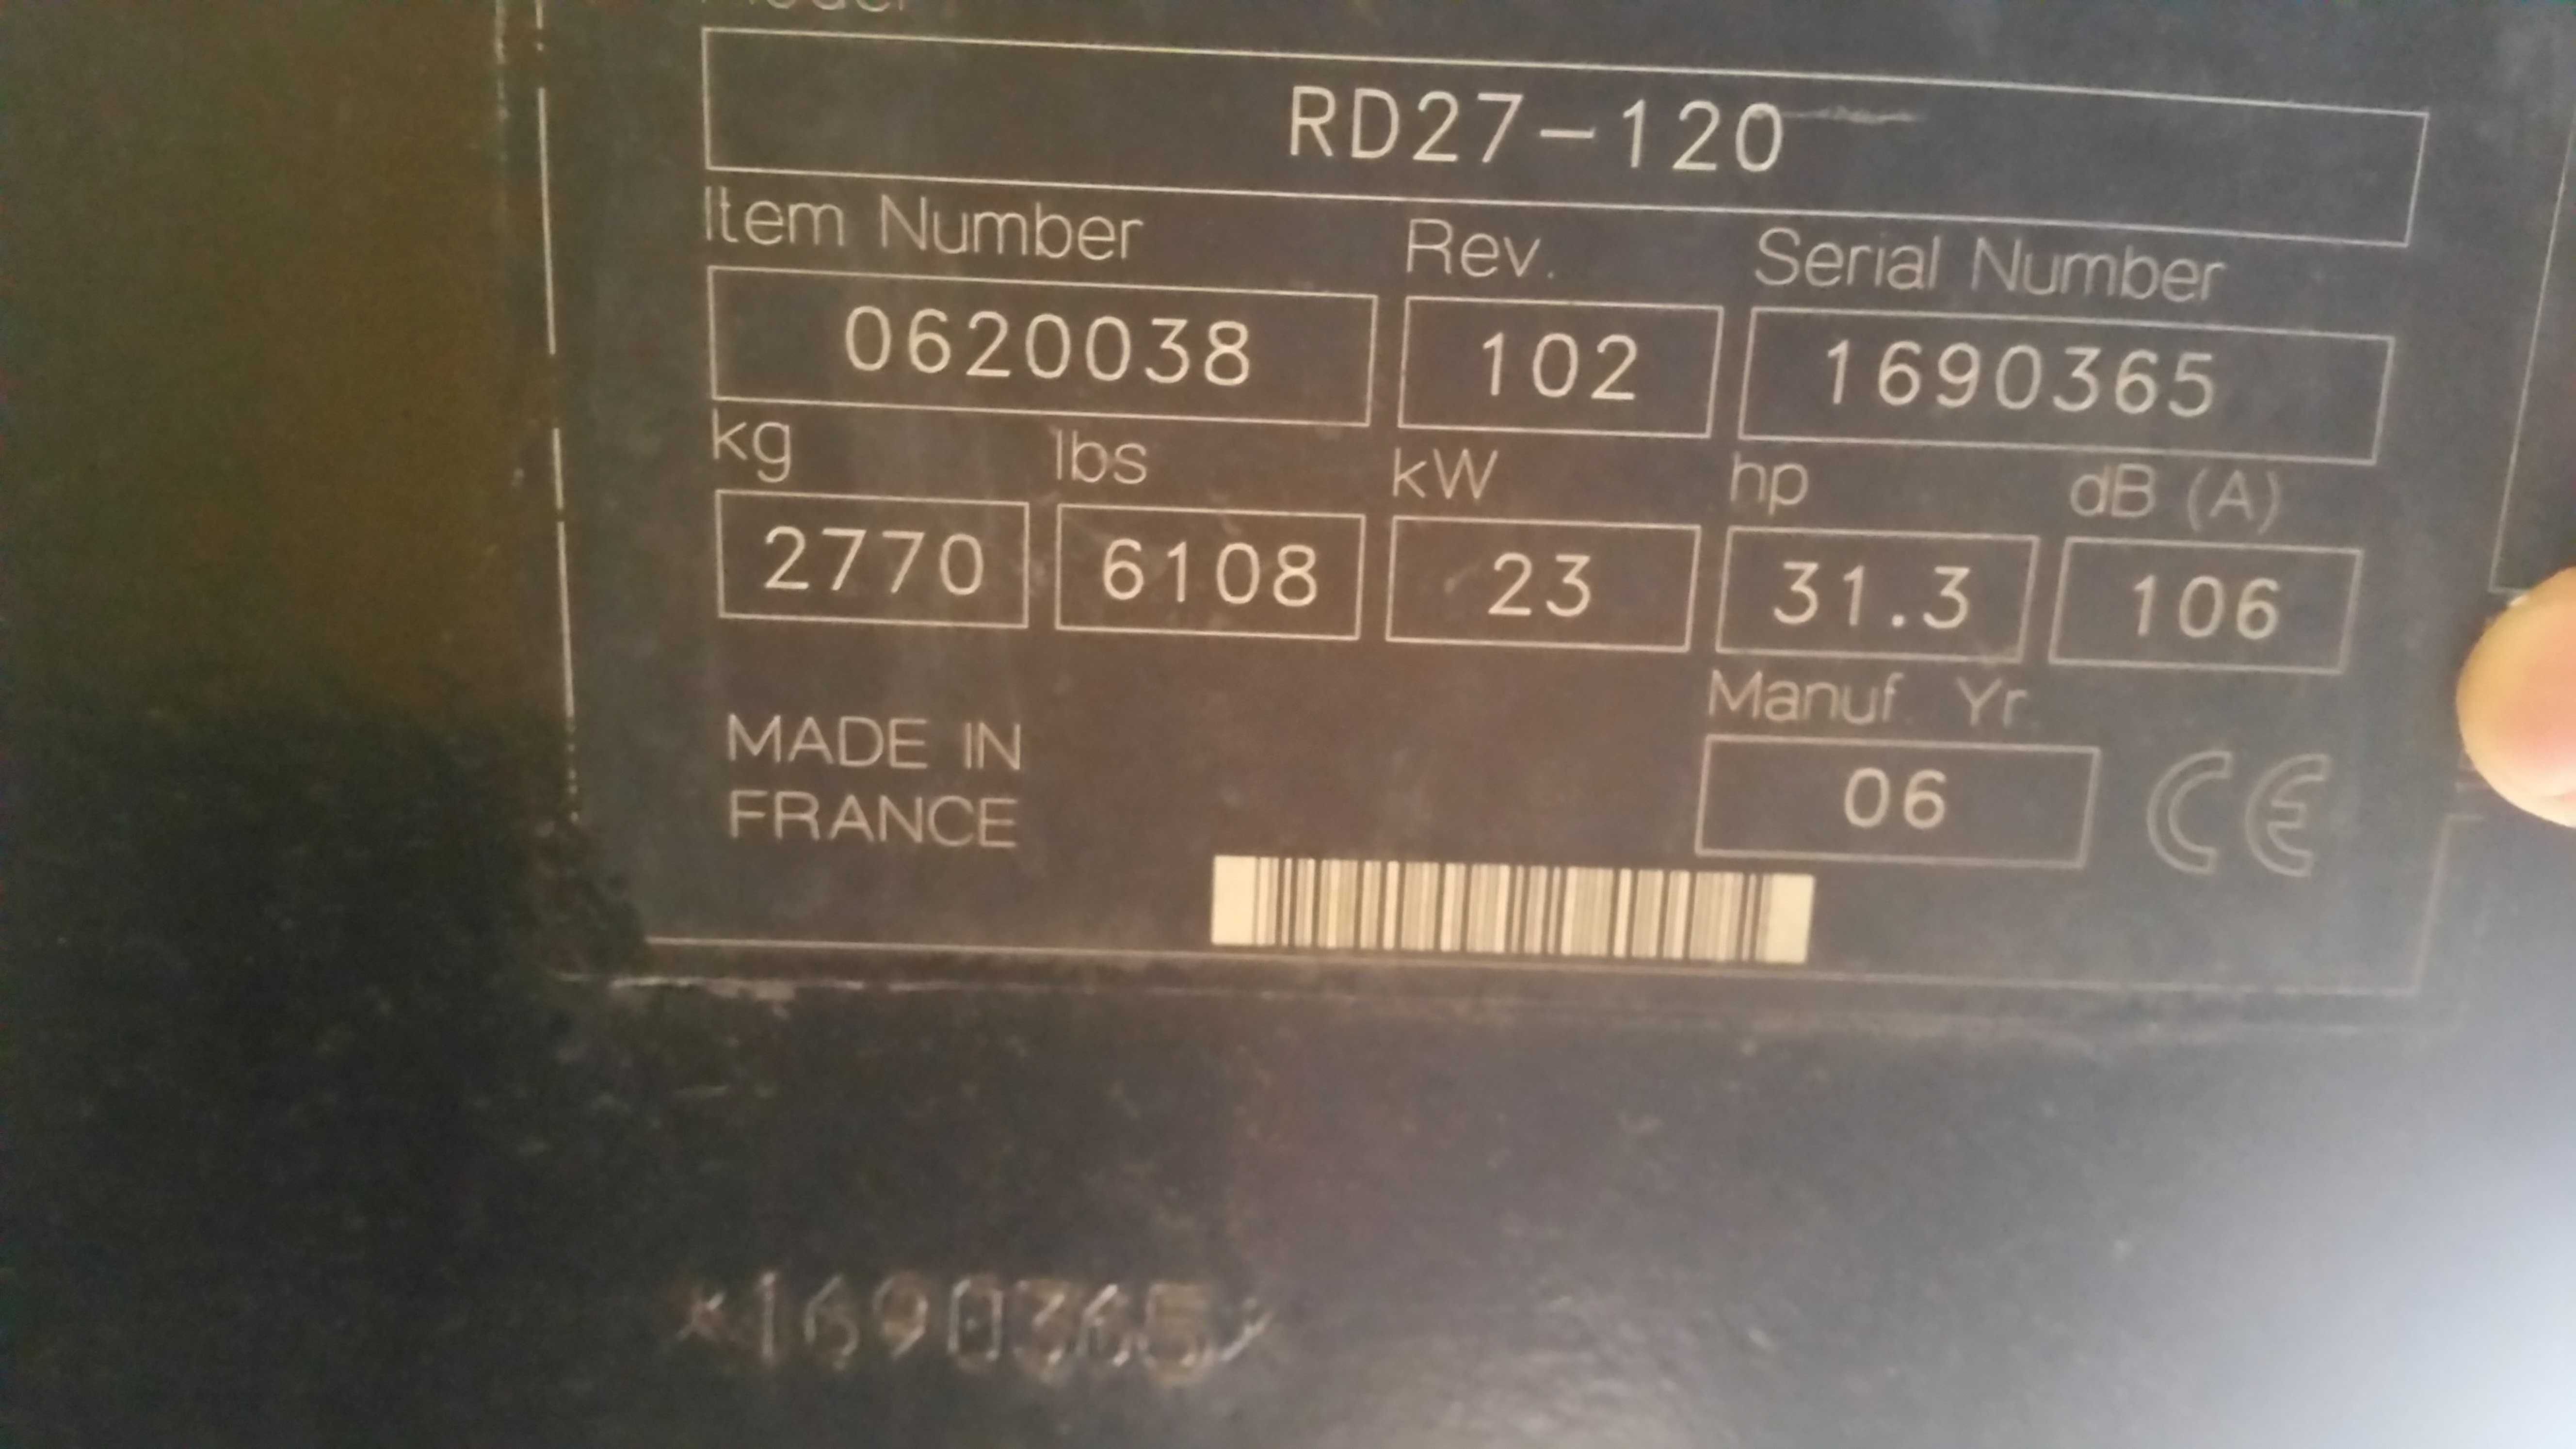 Model
RD27-120
Item Number Rev. Serial Number
0620038 102 1690365
kg lbs kW hp dB (A)
2770 6108 23 31.3 106
Manuf. Yr.
MADE IN
FRANCE
06 CE
*1690365*